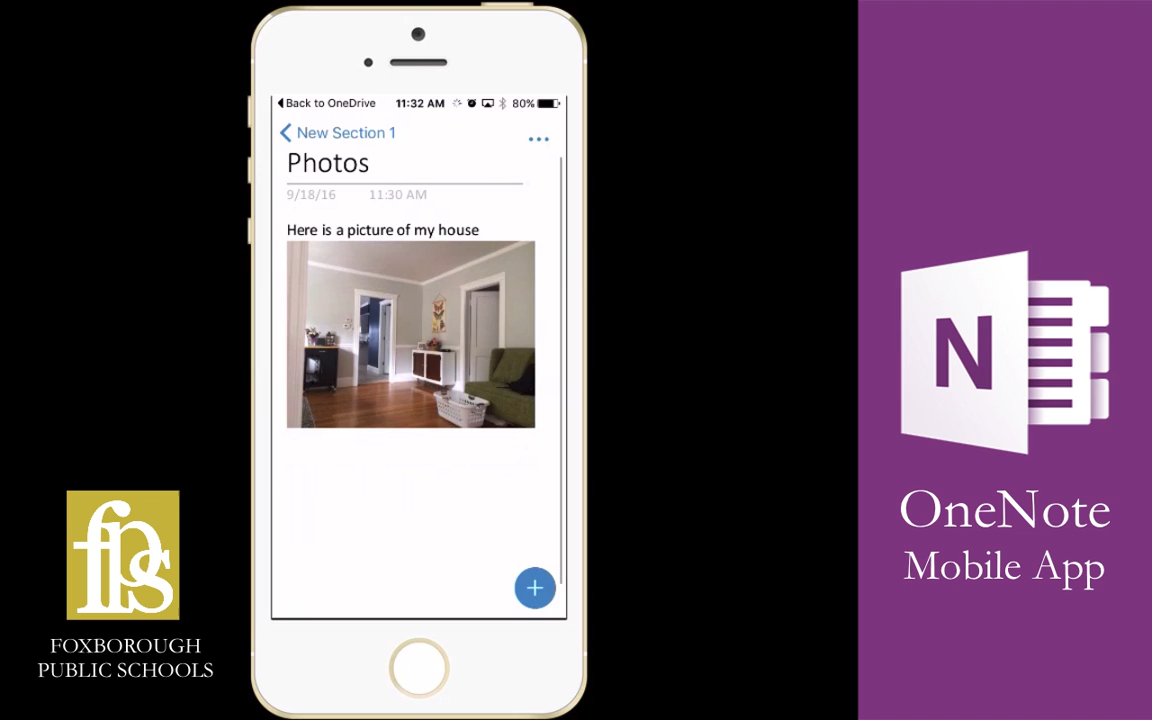 Back to OneDrive 11:32 AM 80%
New Section 1
Photos
9/18/16 11:30 AM
Here is a picture of my house
N
OneNote
Mobile App
fps
FOXBOROUGH
PUBLIC SCHOOLS